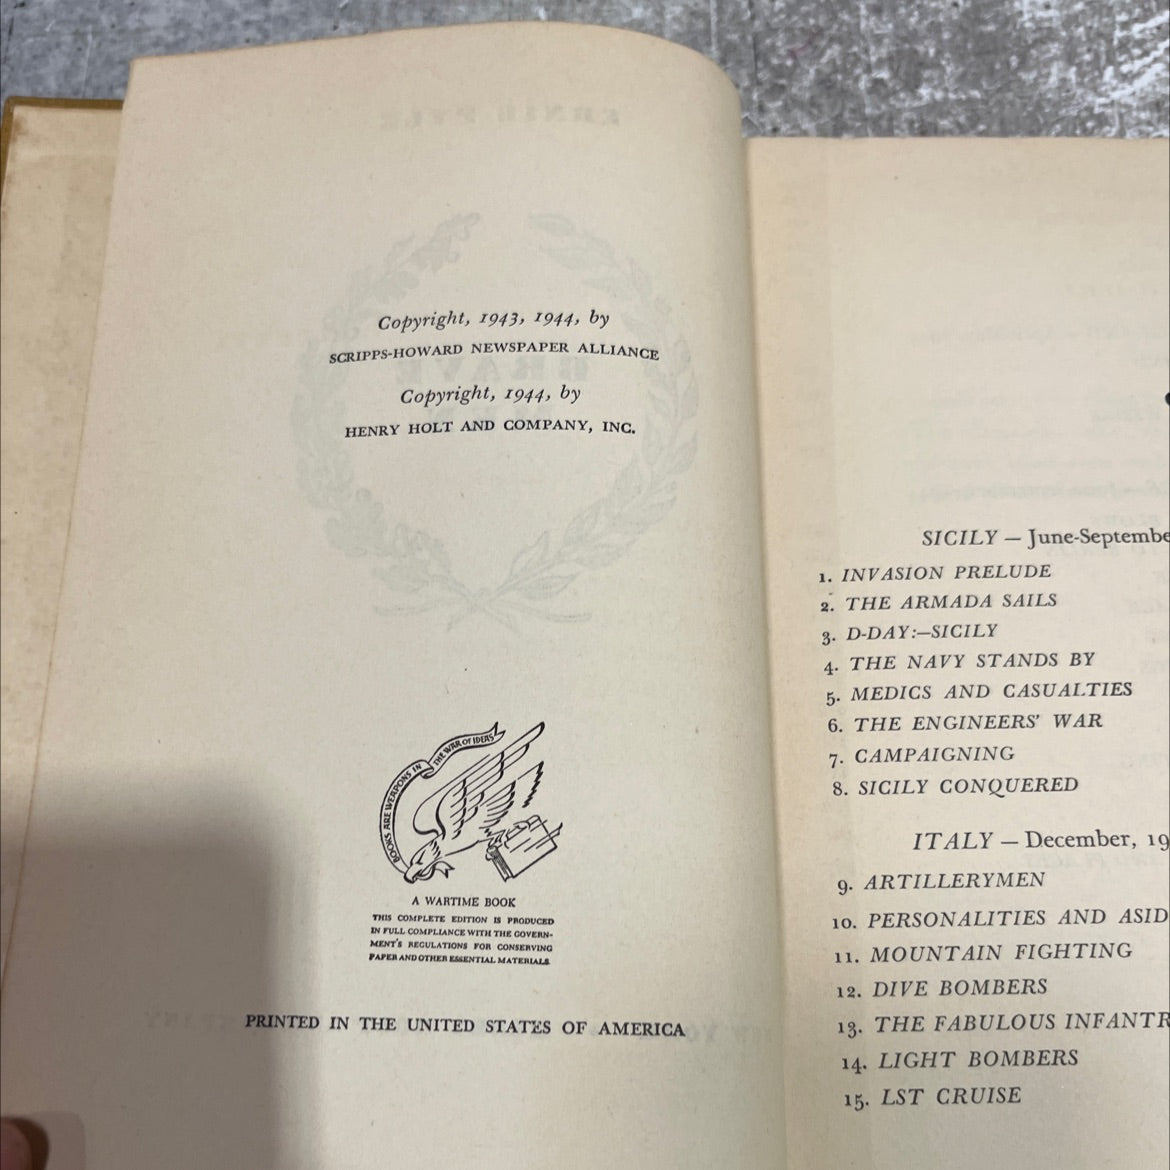 Copyright, 1943, 1944, by
SCRIPPS-HOWARD NEWSPAPER ALLIANCE
Copyright, 1944, by
HENRY HOLT AND COMPANY, INC.
BOOKS ARE WEAPONS IN THE WAR OF IDEAS
A WARTIME BOOK
THIS COMPLETE EDITION IS PRODUCED
IN FULL COMPLIANCE WITH THE GOVERN-
MENT'S REGULATIONS FOR CONSERVING
PAPER AND OTHER ESSENTIAL MATERIALS.
PRINTED IN THE UNITED STATES OF AMERICA
SICILY — June-Septembe
1. INVASION PRELUDE
2. THE ARMADA SAILS
3. D-DAY:—SICILY
4. THE NAVY STANDS BY
5. MEDICS AND CASUALTIES
6. THE ENGINEERS' WAR
7. CAMPAIGNING
8. SICILY CONQUERED
ITALY — December, 19
9. ARTILLERYMEN
10. PERSONALITIES AND ASID
11. MOUNTAIN FIGHTING
12. DIVE BOMBERS
13. THE FABULOUS INFANTR
14. LIGHT BOMBERS
15. LST CRUISE